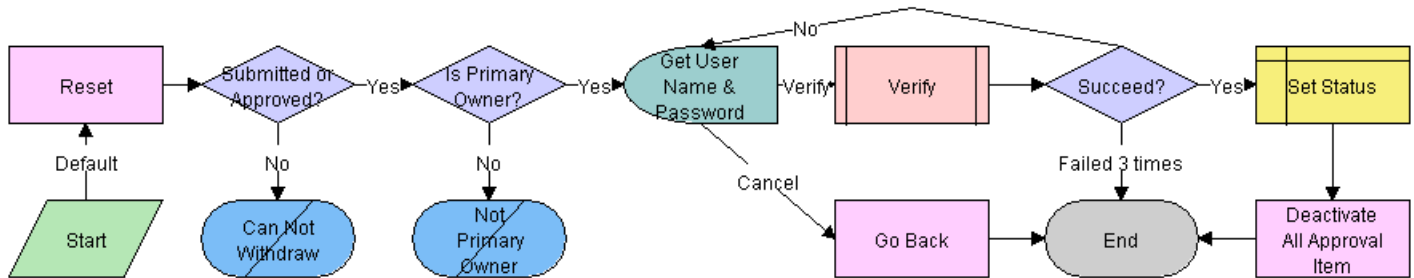 No
Reset
Submitted or
Approved?
Yes
Is Primary
Owner?
Yes
Get User
Name &
Password
Verify
Verify
Succeed?
Yes
Set Status
Default
No
No
Cancel
Failed 3 times
Start
Can Not
Withdraw
Not
Primary
Owner
Go Back
End
Deactivate
All Approval
Item